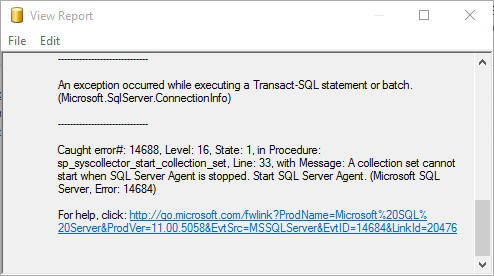 View Report
File Edit
------------------------------
An exception occurred while executing a Transact-SQL statement or batch.
(Microsoft.SqlServer.ConnectionInfo)
------------------------------
Caught error#: 14688, Level: 16, State: 1, in Procedure:
sp_syscollector_start_collection_set, Line: 33, with Message: A collection set cannot
start when SQL Server Agent is stopped. Start SQL Server Agent. (Microsoft SQL
Server, Error: 14684)
For help, click: http://go.microsoft.com/fwlink?ProdName=Microsoft%20SQL%
20Server&ProdVer=11.00.5058&EvtSrc=MSSQLServer&EvtID=14684&LinkId=20476